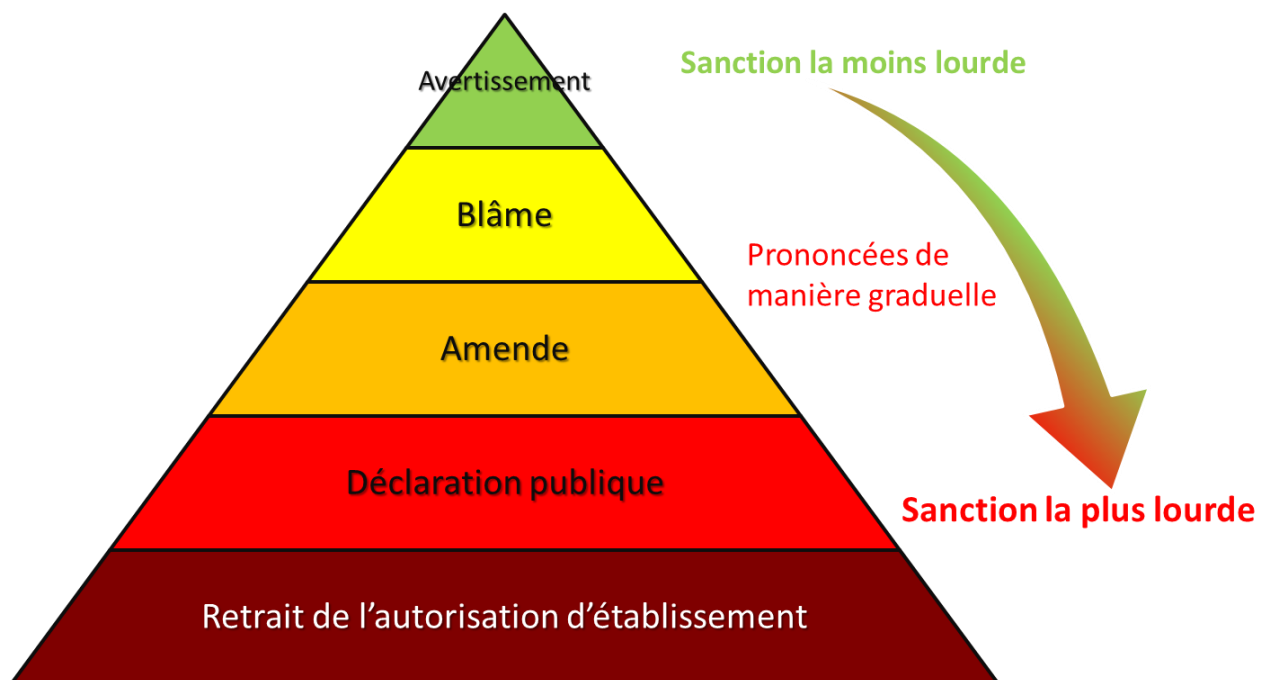 Avertissement
Sanction la moins lourde
Blâme
Prononcées de
manière graduelle
Amende
Déclaration publique
Sanction la plus lourde
Retrait de l’autorisation d’établissement